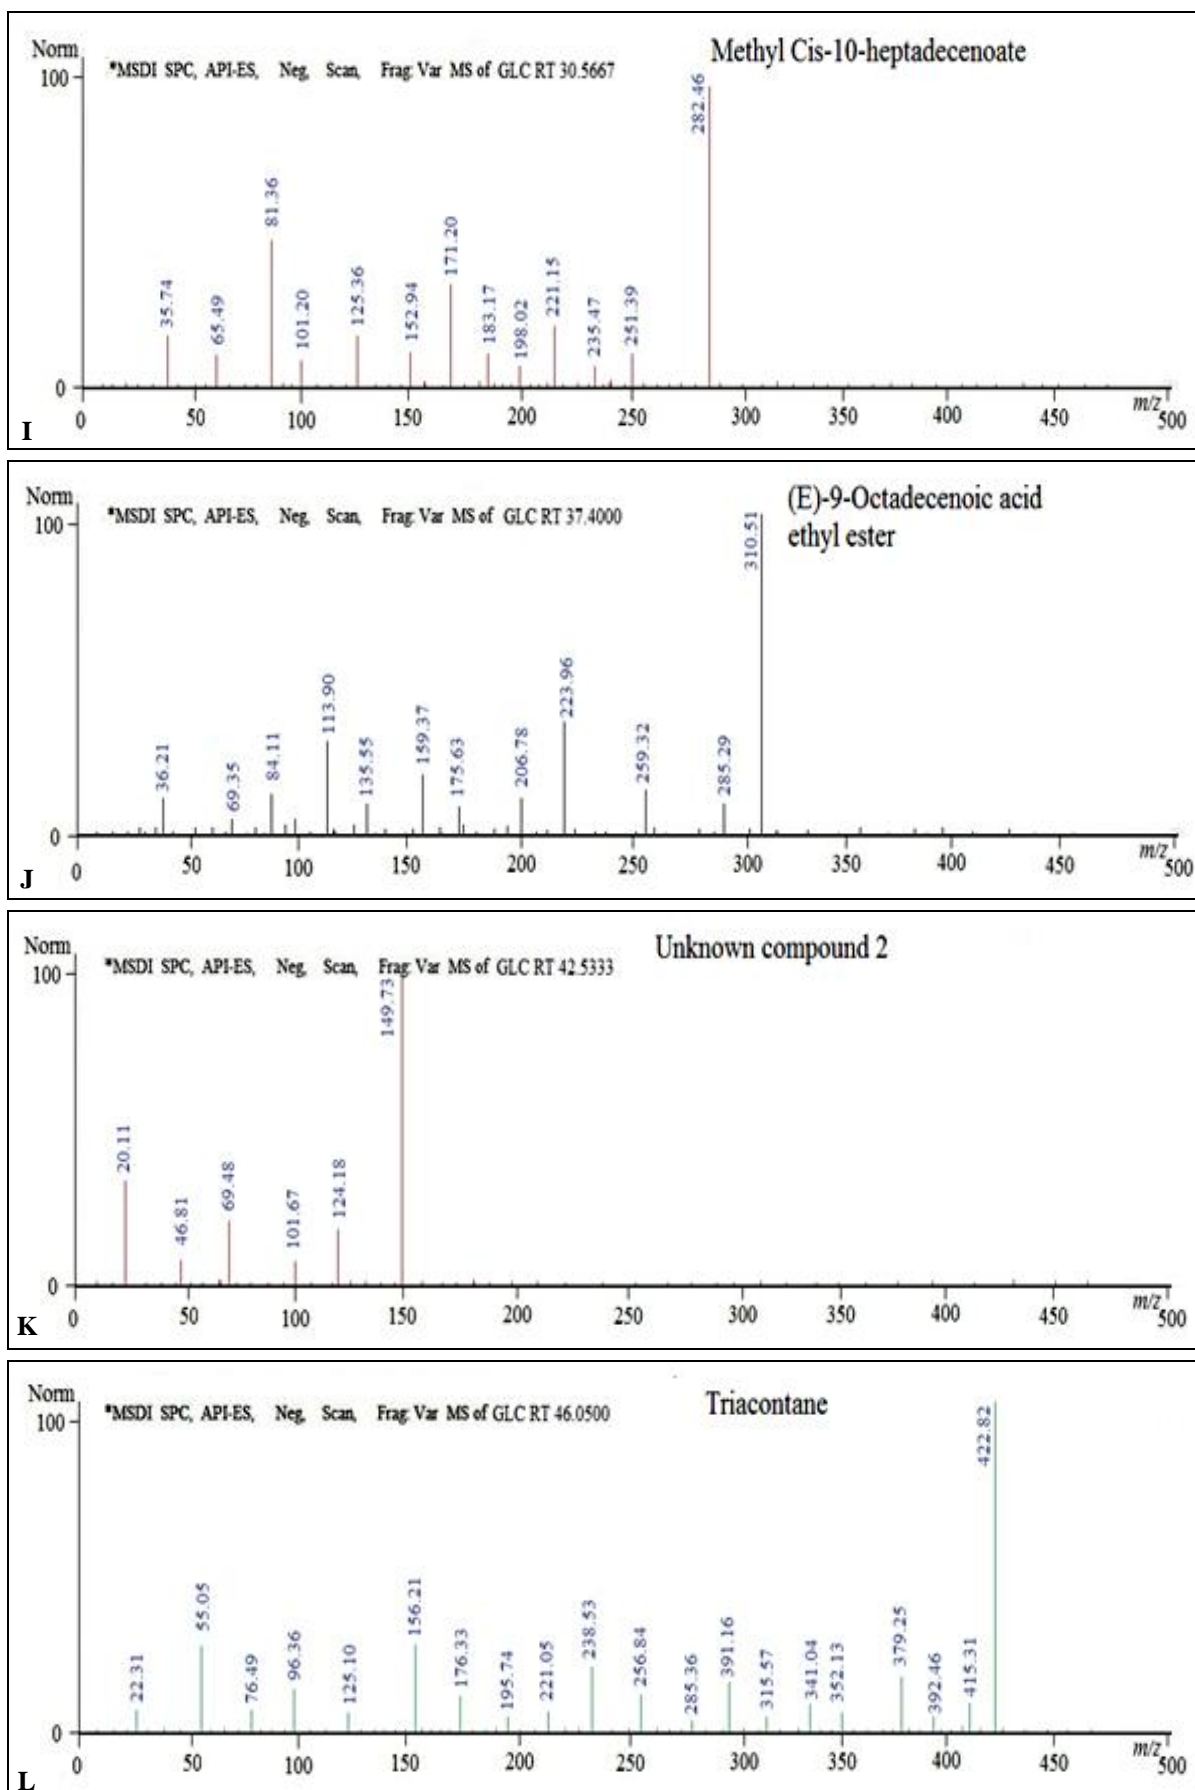 Norm
*MSDI SPC, API-ES, Neg, Scan, Frag: Var MS of GLC RT 30.5667
Methyl Cis-10-heptadecenoate
100
282.46
81.36
171.20
35.74
65.49
101.20
125.36
152.94
183.17
198.02
221.15
235.47
251.39
0
0 50 100 150 200 250 300 350 400 450 m/z 500
I
Norm
*MSDI SPC, API-ES, Neg, Scan, Frag: Var MS of GLC RT 37.4000
(E)-9-Octadecenoic acid
ethyl ester
100
310.51
36.21
69.35
84.11
113.90
135.55
159.37
175.63
206.78
223.96
259.32
285.29
0
0 50 100 150 200 250 300 350 400 450 m/z 500
J
Norm
*MSDI SPC, API-ES, Neg, Scan, Frag: Var MS of GLC RT 42.5333
Unknown compound 2
100
149.73
20.11
46.81
69.48
101.67
124.18
0
0 50 100 150 200 250 300 350 400 450 m/z 500
K
Norm
*MSDI SPC, API-ES, Neg, Scan, Frag: Var MS of GLC RT 46.0500
Triacontane
100
422.82
22.31
55.05
76.49
96.36
125.10
156.21
176.33
195.74
221.05
238.53
256.84
285.36
391.16
315.57
341.04
352.13
379.25
392.46
415.31
0
0 50 100 150 200 250 300 350 400 450 m/z 500
L